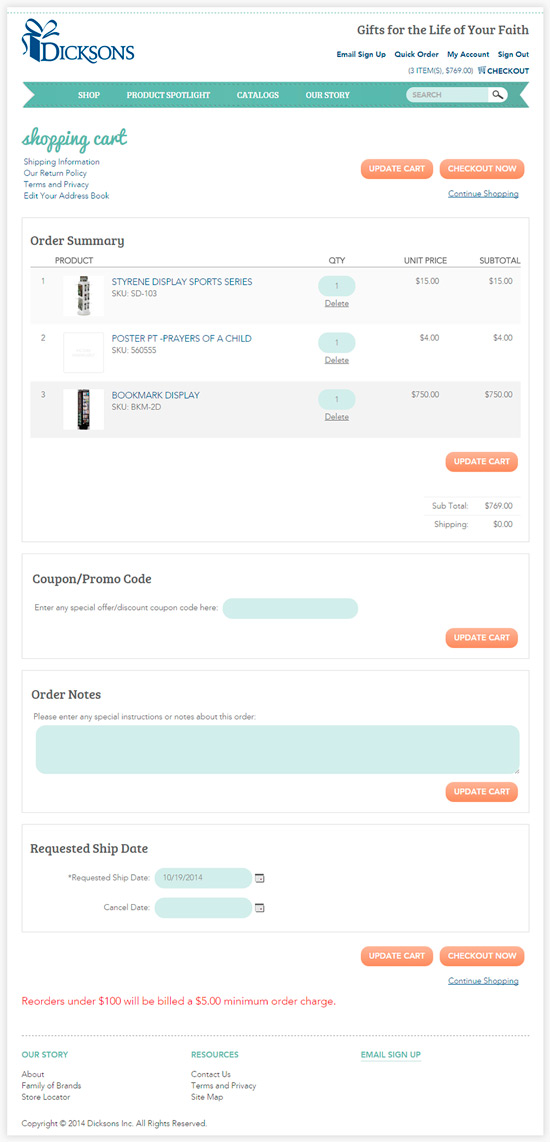 Gifts for the Life of Your Faith
DICKSONS
Email Sign Up Quick Order My Account Sign Out
(3 ITEM(S), $769.00) CHECKOUT
SHOP PRODUCT SPOTLIGHT CATALOGS OUR STORY SEARCH
shopping cart
Shipping Information
Our Return Policy
Terms and Privacy
Edit Your Address Book
UPDATE CART CHECKOUT NOW
Continue Shopping
Order Summary
PRODUCT QTY UNIT PRICE SUBTOTAL
1 STYRENE DISPLAY SPORTS SERIES 1 $15.00 $15.00
SKU: SD-103
Delete
2 POSTER PT -PRAYERS OF A CHILD 1 $4.00 $4.00
SKU: 560555
Delete
3 BOOKMARK DISPLAY 1 $750.00 $750.00
SKU: BKM-2D
Delete
UPDATE CART
Sub Total: $769.00
Shipping: $0.00
Coupon/Promo Code
Enter any special offer/discount coupon code here:
UPDATE CART
Order Notes
Please enter any special instructions or notes about this order:
UPDATE CART
Requested Ship Date
*Requested Ship Date: 10/19/2014
Cancel Date:
UPDATE CART CHECKOUT NOW
Continue Shopping
Reorders under $100 will be billed a $5.00 minimum order charge.
OUR STORY RESOURCES EMAIL SIGN UP
About Contact Us
Family of Brands Terms and Privacy
Store Locator Site Map
Copyright © 2014 Dicksons Inc. All Rights Reserved.